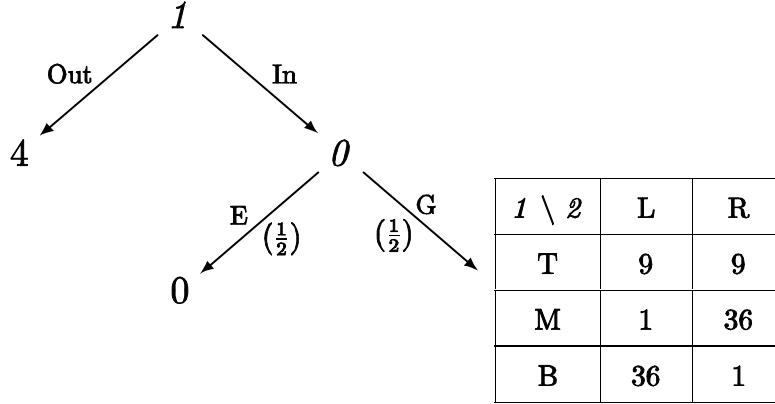 1
Out In
4 0
E G
(1/2) (1/2)
0
1 \ 2 L R
T 9 9
M 1 36
B 36 1